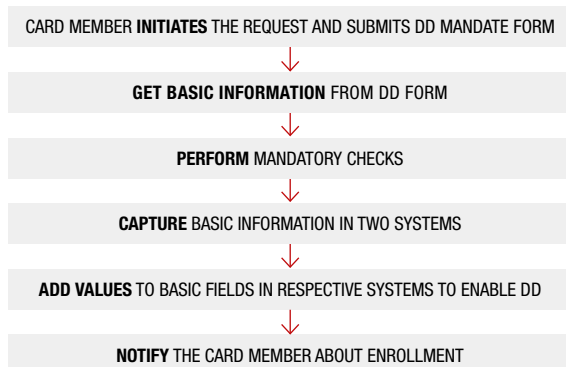 CARD MEMBER INITIATES THE REQUEST AND SUBMITS DD MANDATE FORM
GET BASIC INFORMATION FROM DD FORM
PERFORM MANDATORY CHECKS
CAPTURE BASIC INFORMATION IN TWO SYSTEMS
ADD VALUES TO BASIC FIELDS IN RESPECTIVE SYSTEMS TO ENABLE DD
NOTIFY THE CARD MEMBER ABOUT ENROLLMENT